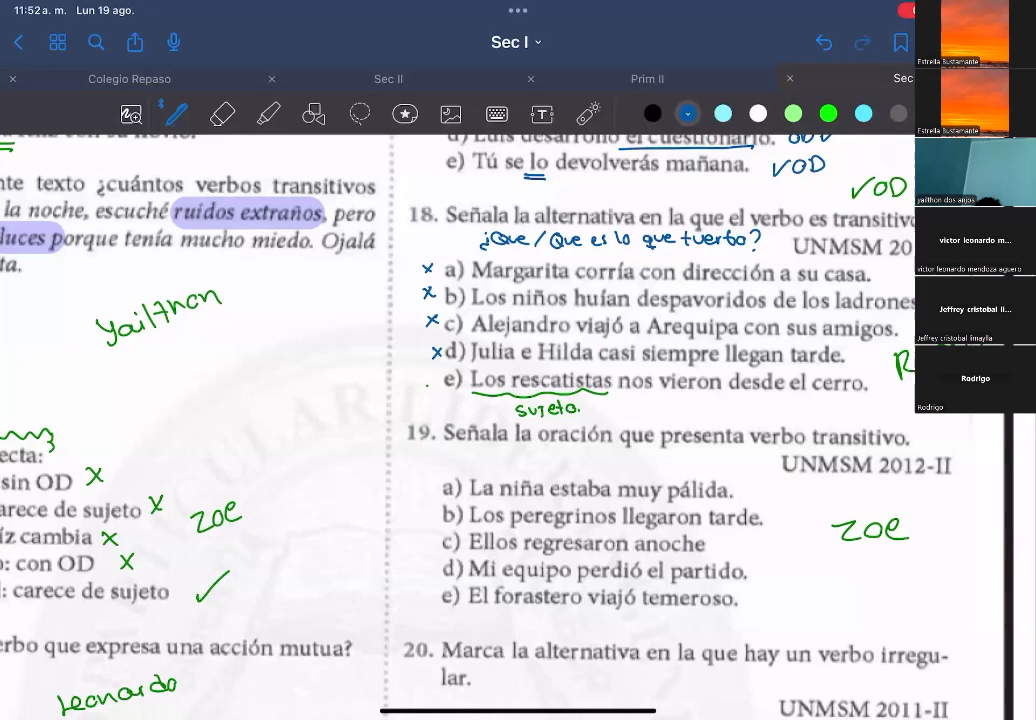 11:52 a. m. Lun 19 ago.
Sec I
Colegio Repaso
Sec II
Prim II
Sec
nte texto ¿cuántos verbos transitivos
la noche, escuché ruidos extraños, pero
luces porque tenía mucho miedo. Ojalá
ta.
Yailthon
ecta:
sin OD x
arece de sujeto x
íz cambia x
o: con OD x
l: carece de sujeto ✓
zoe
erbo que expresa una acción mutua?
Leonardo
d) Luis desarrolló el cuestionario. OD ✓
e) Tú se lo devolverás mañana. ✓OD
✓OD
18. Señala la alternativa en la que el verbo es transitivo
¿Que / Que es lo que + verbo?
UNMSM 20
x a) Margarita corría con dirección a su casa.
x b) Los niños huían despavoridos de los ladrones
x c) Alejandro viajó a Arequipa con sus amigos.
x d) Julia e Hilda casi siempre llegan tarde.
. e) Los rescatistas nos vieron desde el cerro.
R
sujeto.
19. Señala la oración que presenta verbo transitivo.
UNMSM 2012-II
a) La niña estaba muy pálida.
b) Los peregrinos llegaron tarde.
c) Ellos regresaron anoche
d) Mi equipo perdió el partido.
e) El forastero viajó temeroso.
zoe
20. Marca la alternativa en la que hay un verbo irregu-
lar.
UNMSM 2011-II
Estrella Bustamante
Estrella Bustamante
yailthon dos anjos
victor leonardo m...
victor leonardo mendoza aguero
Jeffrey cristobal li...
Jeffrey cristobal limaylla
Rodrigo
Rodrigo